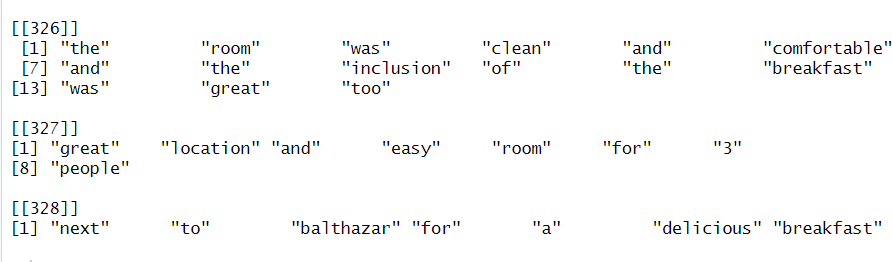 [[326]]
[1] "the" "room" "was" "clean" "and" "comfortable"
[7] "and" "the" "inclusion" "of" "the" "breakfast"
[13] "was" "great" "too"
[[327]]
[1] "great" "location" "and" "easy" "room" "for" "3"
[8] "people"
[[328]]
[1] "next" "to" "balthazar" "for" "a" "delicious" "breakfast"